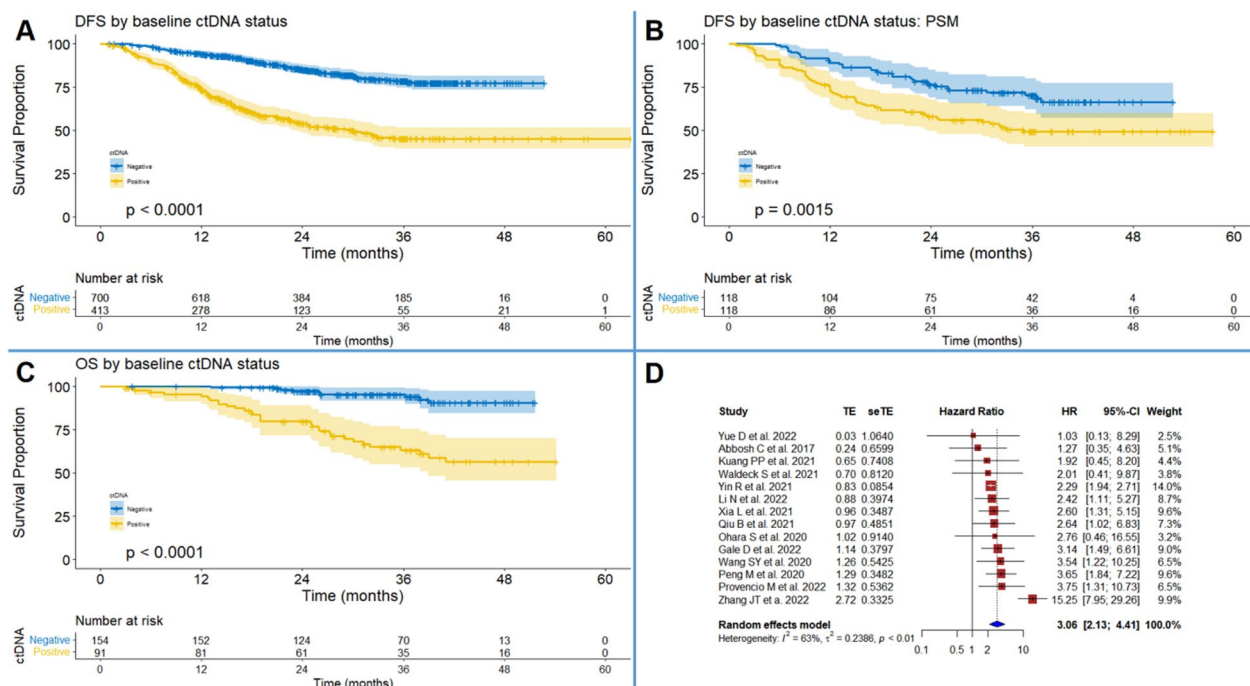 A
DFS by baseline ctDNA status
Survival Proportion
100
75
50
25
0
ctDNA
Negative
Positive
p < 0.0001
0 12 24 36 48 60
Time (months)
Number at risk
ctDNA
Negative 700 618 384 185 16 0
Positive 413 278 123 55 21 1
0 12 24 36 48 60
Time (months)
B
DFS by baseline ctDNA status: PSM
Survival Proportion
100
75
50
25
0
ctDNA
Negative
Positive
p = 0.0015
0 12 24 36 48 60
Time (months)
Number at risk
ctDNA
Negative 118 104 75 42 4 0
Positive 118 86 61 36 16 0
0 12 24 36 48 60
Time (months)
C
OS by baseline ctDNA status
Survival Proportion
100
75
50
25
0
ctDNA
Negative
Positive
p < 0.0001
0 12 24 36 48 60
Time (months)
Number at risk
ctDNA
Negative 154 152 124 70 13 0
Positive 91 81 61 35 16 0
0 12 24 36 48 60
Time (months)
D
Study TE seTE Hazard Ratio HR 95%-CI Weight
Yue D et al. 2022 0.03 1.0640 1.03 [0.13; 8.29] 2.5%
Abbosh C et al. 2017 0.24 0.6599 1.27 [0.35; 4.63] 5.1%
Kuang PP et al. 2021 0.65 0.7408 1.92 [0.45; 8.20] 4.4%
Waldeck S et al. 2021 0.70 0.8120 2.01 [0.41; 9.87] 3.8%
Yin R et al. 2021 0.83 0.0854 2.29 [1.94; 2.71] 14.0%
Li N et al. 2022 0.88 0.3974 2.42 [1.11; 5.27] 8.7%
Xia L et al. 2021 0.96 0.3487 2.60 [1.31; 5.15] 9.6%
Qiu B et al. 2021 0.97 0.4851 2.64 [1.02; 6.83] 7.3%
Ohara S et al. 2020 1.02 0.9140 2.76 [0.46; 16.55] 3.2%
Gale D et al. 2022 1.14 0.3797 3.14 [1.49; 6.61] 9.0%
Wang SY et al. 2020 1.26 0.5425 3.54 [1.22; 10.25] 6.5%
Peng M et al. 2020 1.29 0.3482 3.65 [1.84; 7.22] 9.6%
Provencio M et al. 2022 1.32 0.5362 3.75 [1.31; 10.73] 6.5%
Zhang JT et a. 2022 2.72 0.3325 15.25 [7.95; 29.26] 9.9%
Random effects model 3.06 [2.13; 4.41] 100.0%
Heterogeneity: I² = 63%, τ² = 0.2386, p < 0.01
0.1 0.5 1 2 10